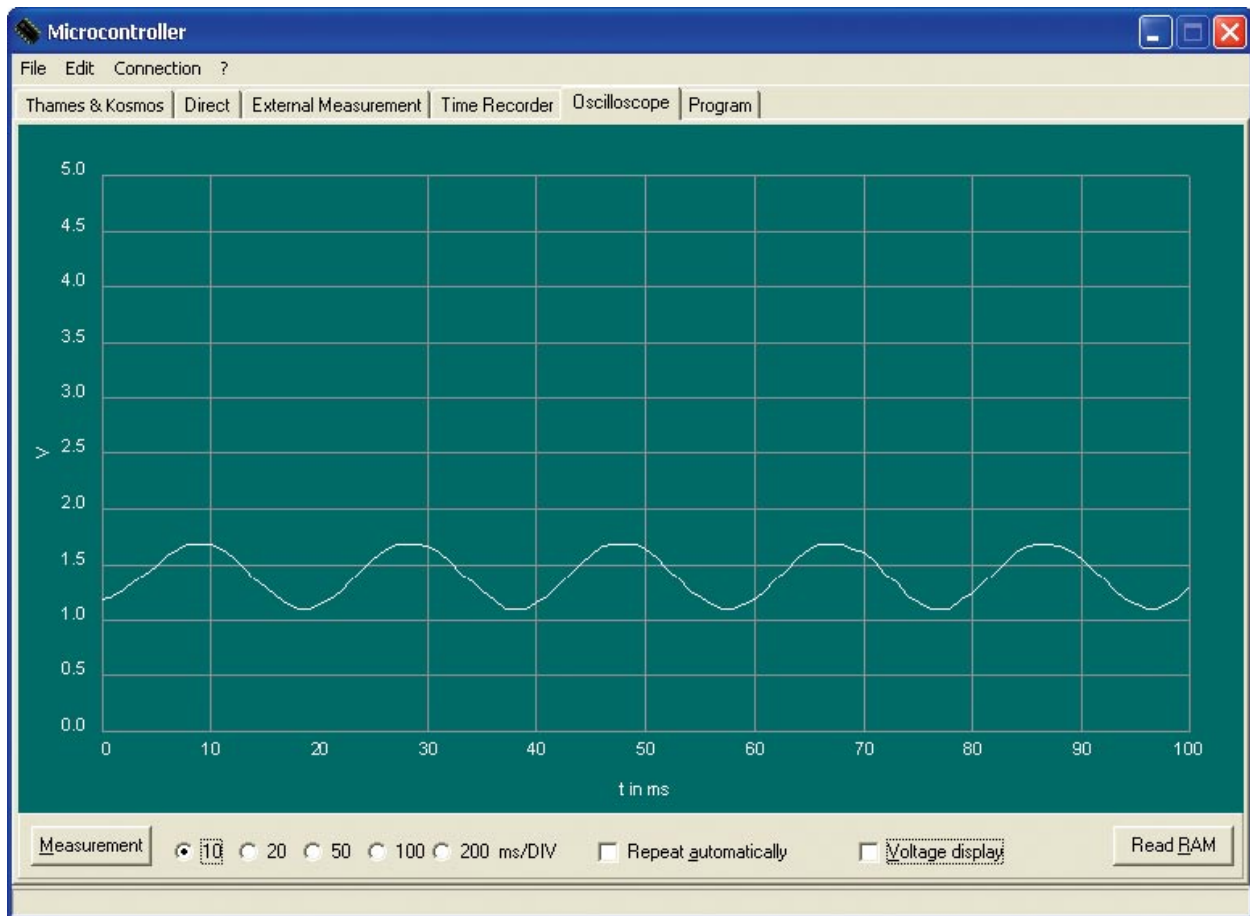 Microcontroller
File Edit Connection ?
Thames & Kosmos Direct External Measurement Time Recorder Oscilloscope Program
5.0
4.5
4.0
3.5
3.0
V 2.5
2.0
1.5
1.0
0.5
0.0
0 10 20 30 40 50 60 70 80 90 100
t in ms
Measurement 10 20 50 100 200 ms/DIV Repeat automatically Voltage display Read RAM